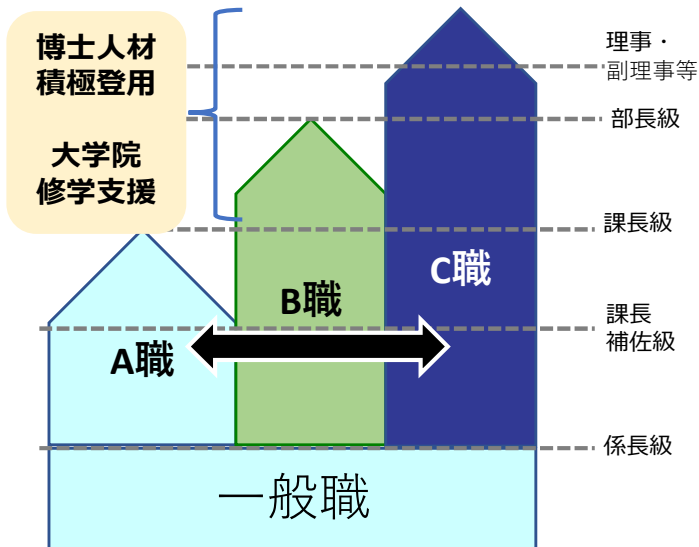 博士人材
積極登用
大学院
修学支援
理事・
副理事等
部長級
課長級
C職
B職
課長
補佐級
A職
係長級
一般職